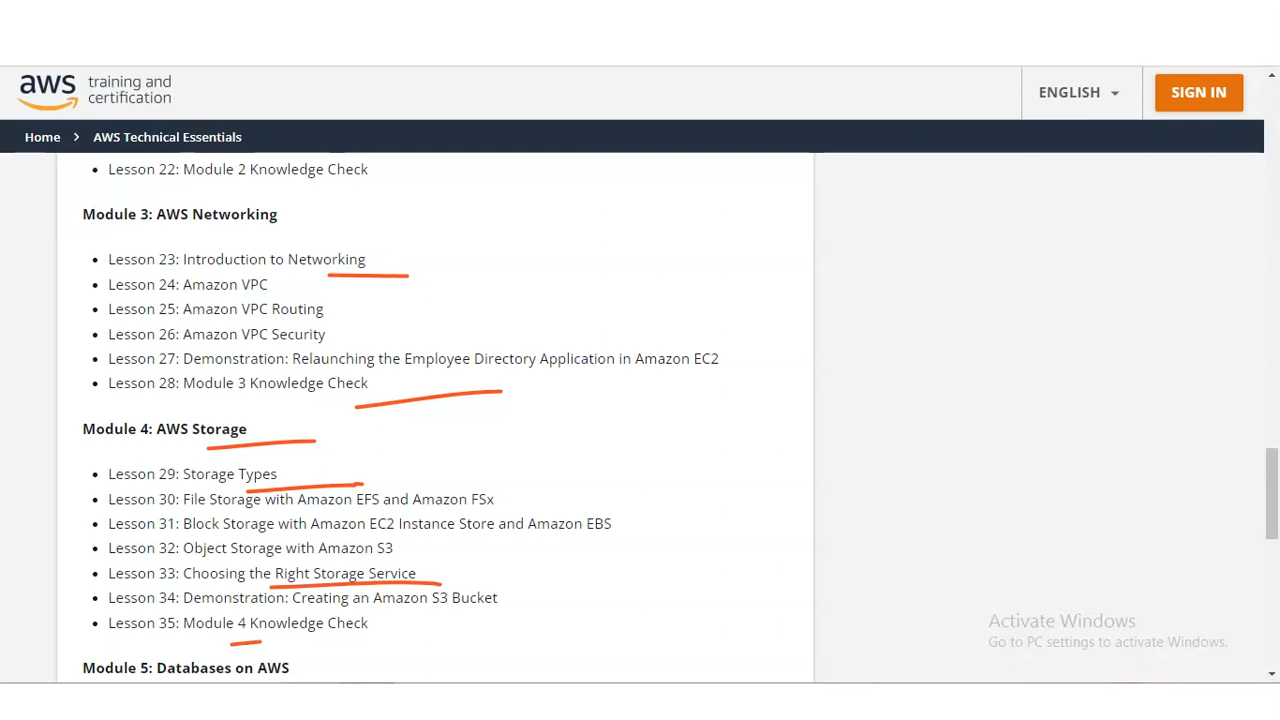 aws training and certification
ENGLISH
SIGN IN
Home > AWS Technical Essentials
• Lesson 22: Module 2 Knowledge Check
Module 3: AWS Networking
• Lesson 23: Introduction to Networking
• Lesson 24: Amazon VPC
• Lesson 25: Amazon VPC Routing
• Lesson 26: Amazon VPC Security
• Lesson 27: Demonstration: Relaunching the Employee Directory Application in Amazon EC2
• Lesson 28: Module 3 Knowledge Check
Module 4: AWS Storage
• Lesson 29: Storage Types
• Lesson 30: File Storage with Amazon EFS and Amazon FSx
• Lesson 31: Block Storage with Amazon EC2 Instance Store and Amazon EBS
• Lesson 32: Object Storage with Amazon S3
• Lesson 33: Choosing the Right Storage Service
• Lesson 34: Demonstration: Creating an Amazon S3 Bucket
• Lesson 35: Module 4 Knowledge Check
Module 5: Databases on AWS
Activate Windows
Go to PC settings to activate Windows.